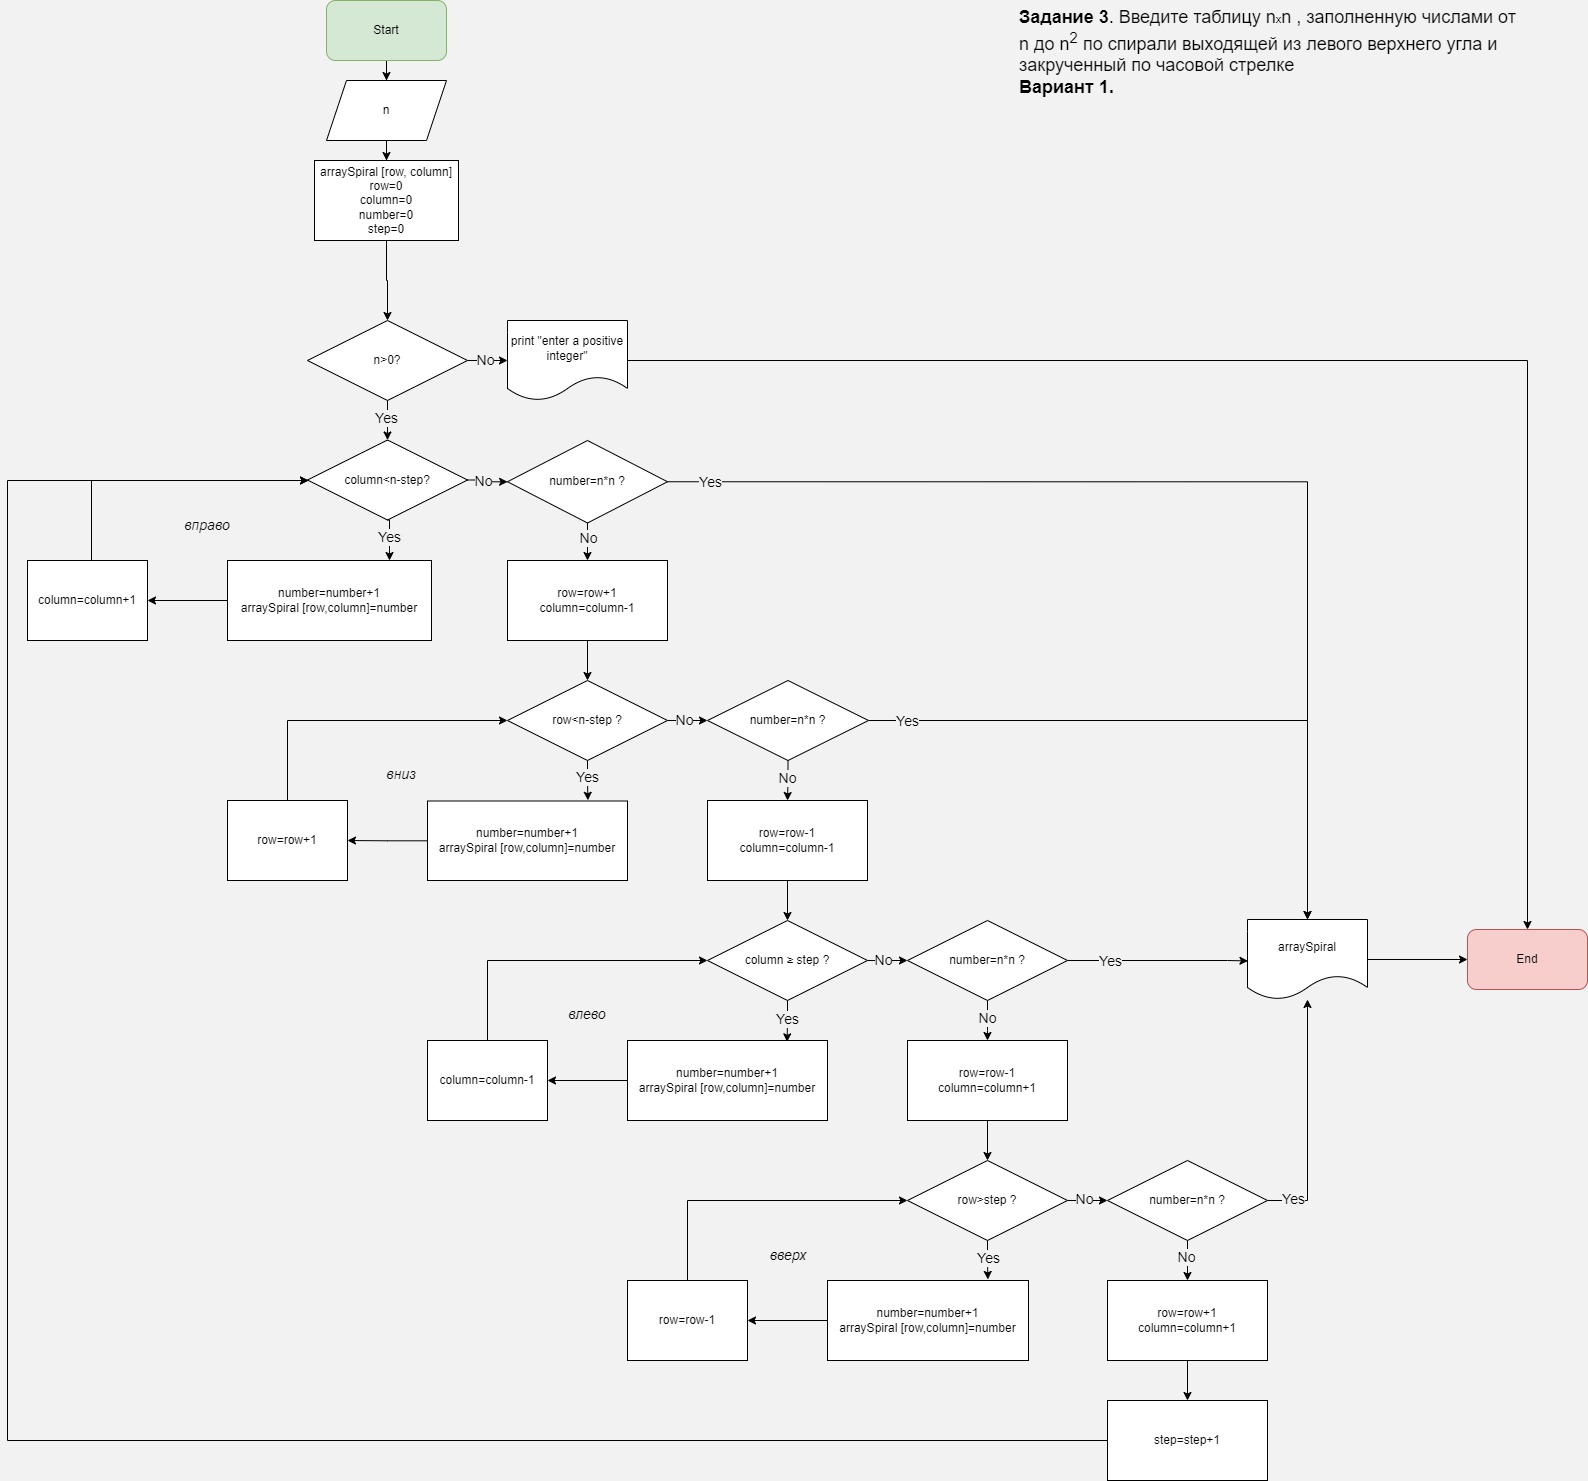 Start
Задание 3. Введите таблицу nxn , заполненную числами от
n до n² по спирали выходящей из левого верхнего угла и
закрученный по часовой стрелке
Вариант 1.
n
arraySpiral [row, column]
row=0
column=0
number=0
step=0
n>0?
No
print "enter a positive
integer"
Yes
column<n-step?
No
number=n*n ?
Yes
вправо
Yes
No
column=column+1
number=number+1
arraySpiral [row,column]=number
row=row+1
column=column-1
row<n-step ?
No
number=n*n ?
Yes
вниз
Yes
No
row=row+1
number=number+1
arraySpiral [row,column]=number
row=row-1
column=column-1
column ≥ step ?
No
number=n*n ?
Yes
arraySpiral
End
влево
Yes
No
column=column-1
number=number+1
arraySpiral [row,column]=number
row=row-1
column=column+1
row>step ?
No
number=n*n ?
Yes
вверх
Yes
No
row=row-1
number=number+1
arraySpiral [row,column]=number
row=row+1
column=column+1
step=step+1